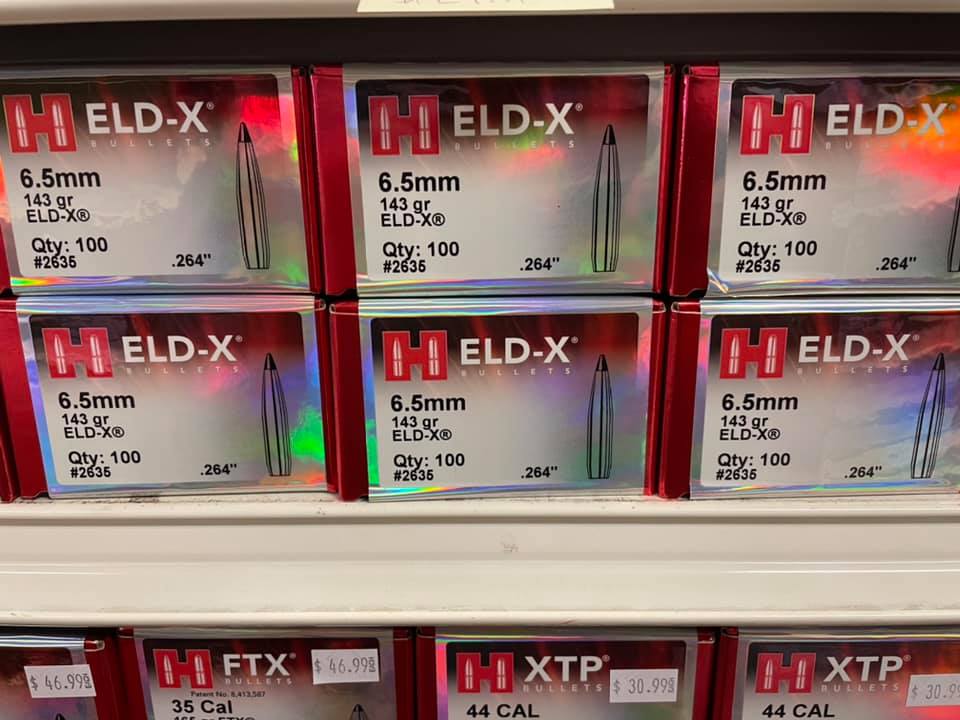 H ELD-X®
BULLETS
6.5mm
143 gr
ELD-X®
Qty: 100
#2635
.264"
H ELD-X®
BULLETS
6.5mm
143 gr
ELD-X®
Qty: 100
#2635
.264"
H ELD-X
BULLETS
6.5mm
143 gr
ELD-X®
Qty: 100
#2635
.264"
H ELD-X®
BULLETS
6.5mm
143 gr
ELD-X®
Qty: 100
#2635
.264"
H ELD-X®
BULLETS
6.5mm
143 gr
ELD-X®
Qty: 100
#2635
.264"
H ELD-X®
BULLETS
6.5mm
143 gr
ELD-X®
Qty: 100
#2635
.264"
$ 46.99
H FTX®
BULLETS
$ 46.99
Patent No. 8,413,587
35 Cal
H XTP®
BULLETS
$ 30.99
44 CAL
H XTP®
BULLETS
$ 30.9
44 CAL